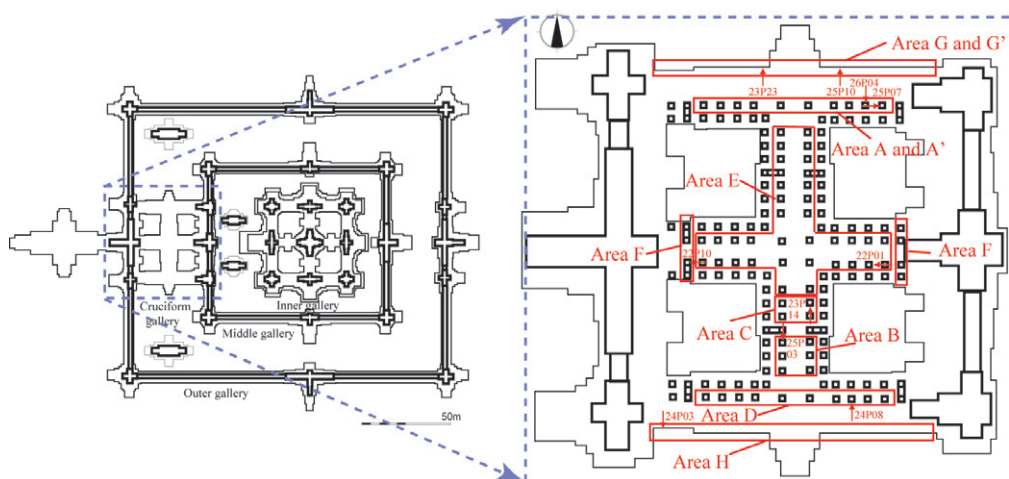 Cruciform
gallery
Inner gallery
Middle gallery
Outer gallery
50m
Area G and G'
26P04
23P23
25P10
25P07
Area A and A'
Area E
Area F
22P10
22P01
Area F
23P
14
Area C
25P
03
Area B
Area D
24P03
24P08
Area H